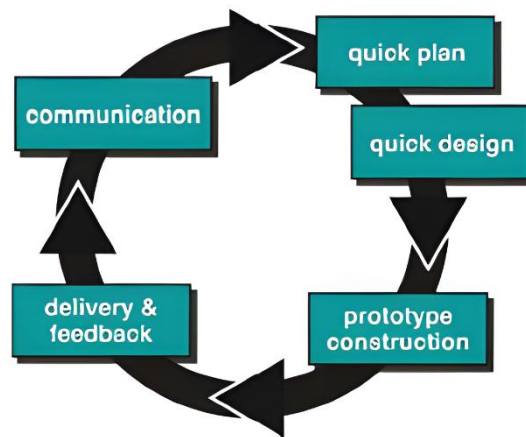 communication
quick plan
quick design
prototype
construction
delivery &
feedback